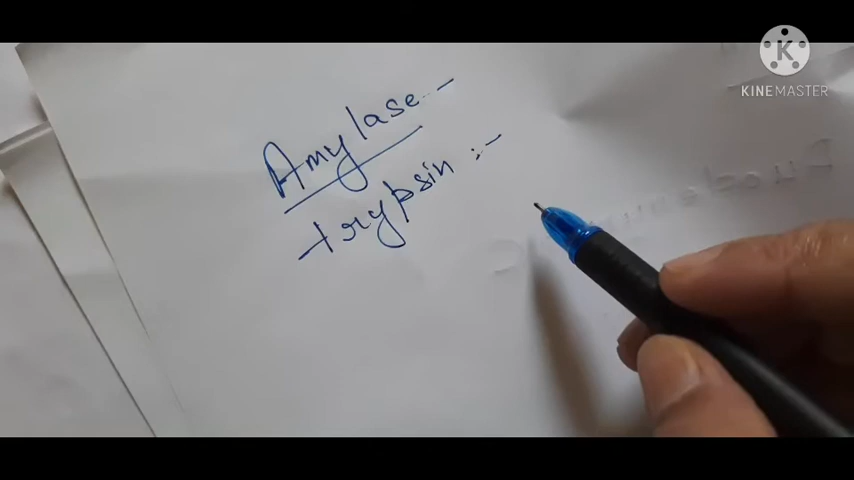 Amylase :-
trypsin :-
K
KINEMASTER